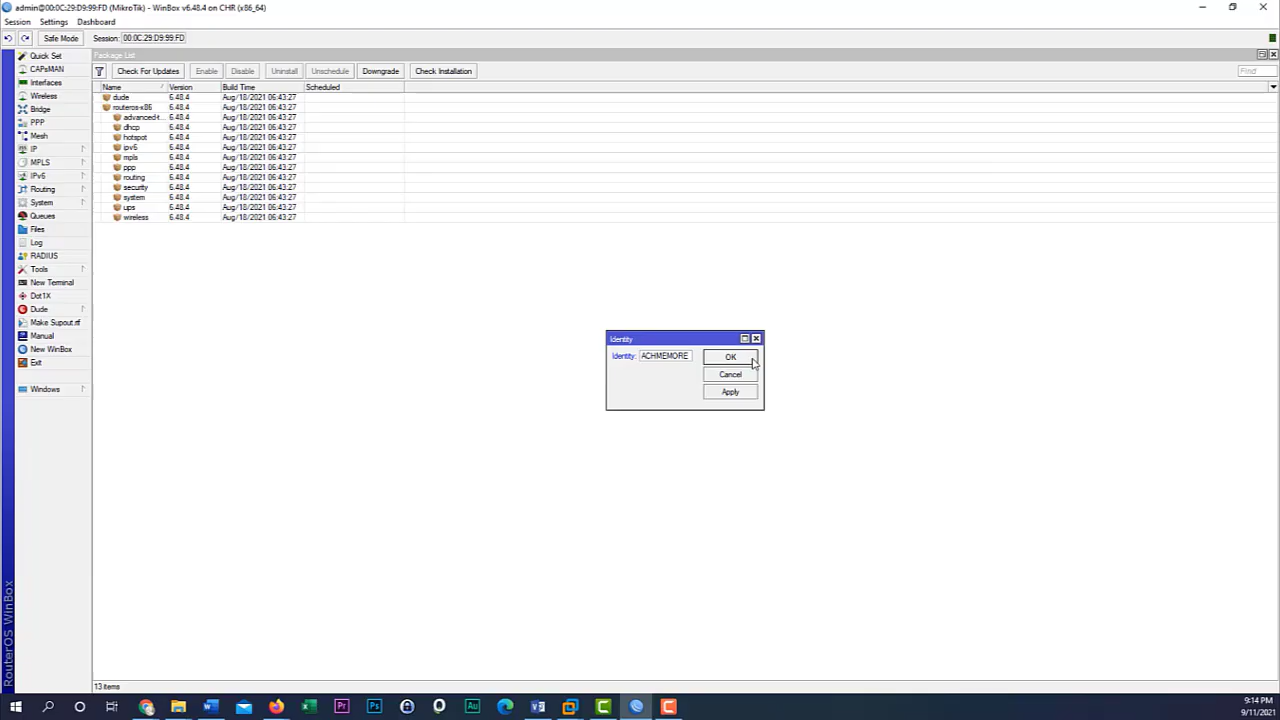 admin@00:0C:29:D9:99:FD (MikroTik) - WinBox v6.48.4 on CHR (x86_64)
Session Settings Dashboard
Safe Mode Session: 00:0C:29:D9:99:FD
Quick Set
CAPsMAN
Interfaces
Wireless
Bridge
PPP
Mesh
IP
MPLS
IPv6
Routing
System
Queues
Files
Log
RADIUS
Tools
New Terminal
Dot1X
Dude
Make Supout.rif
Manual
New WinBox
Exit
Windows
RouterOS WinBox
Package List
Check For Updates Enable Disable Uninstall Unschedule Downgrade Check Installation Find
Name Version Build Time Scheduled
dude 6.48.4 Aug/18/2021 06:43:27
routeros-x86 6.48.4 Aug/18/2021 06:43:27
advanced-t... 6.48.4 Aug/18/2021 06:43:27
dhcp 6.48.4 Aug/18/2021 06:43:27
hotspot 6.48.4 Aug/18/2021 06:43:27
ipv6 6.48.4 Aug/18/2021 06:43:27
mpls 6.48.4 Aug/18/2021 06:43:27
ppp 6.48.4 Aug/18/2021 06:43:27
routing 6.48.4 Aug/18/2021 06:43:27
security 6.48.4 Aug/18/2021 06:43:27
system 6.48.4 Aug/18/2021 06:43:27
ups 6.48.4 Aug/18/2021 06:43:27
wireless 6.48.4 Aug/18/2021 06:43:27
Identity
Identity: ACHMEMORE OK
Cancel
Apply
13 items
Pr Ps Au
9:14 PM
9/11/2021